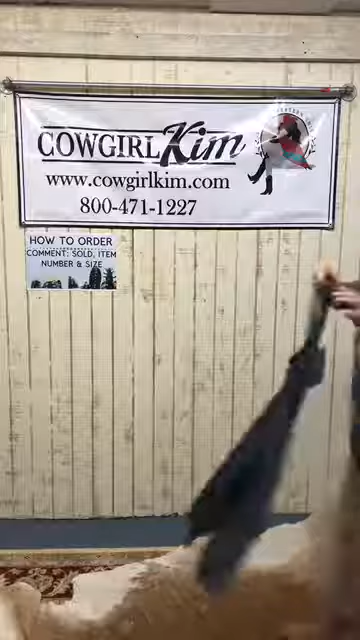 COWGIRL Kim
www.cowgirlkim.com
800-471-1227
HOW TO ORDER
COMMENT: SOLD, ITEM
NUMBER & SIZE